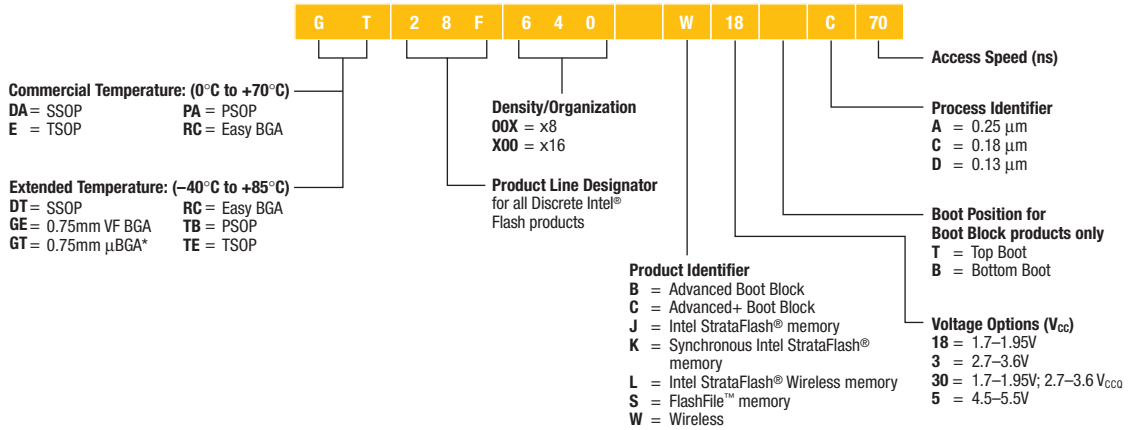 G T 2 8 F 6 4 0 W 18 C 70
Access Speed (ns)
Commercial Temperature: (0°C to +70°C)
DA = SSOP PA = PSOP
E = TSOP RC = Easy BGA
Density/Organization
00X = x8
X00 = x16
Process Identifier
A = 0.25 µm
C = 0.18 µm
D = 0.13 µm
Extended Temperature: (–40°C to +85°C)
DT = SSOP RC = Easy BGA
GE = 0.75mm VF BGA TB = PSOP
GT = 0.75mm µBGA* TE = TSOP
Product Line Designator
for all Discrete Intel®
Flash products
Boot Position for
Boot Block products only
T = Top Boot
B = Bottom Boot
Product Identifier
B = Advanced Boot Block
C = Advanced+ Boot Block
J = Intel StrataFlash® memory
K = Synchronous Intel StrataFlash®
memory
L = Intel StrataFlash® Wireless memory
S = FlashFile™ memory
W = Wireless
Voltage Options (VCC)
18 = 1.7–1.95V
3 = 2.7–3.6V
30 = 1.7–1.95V; 2.7–3.6 VCCQ
5 = 4.5–5.5V